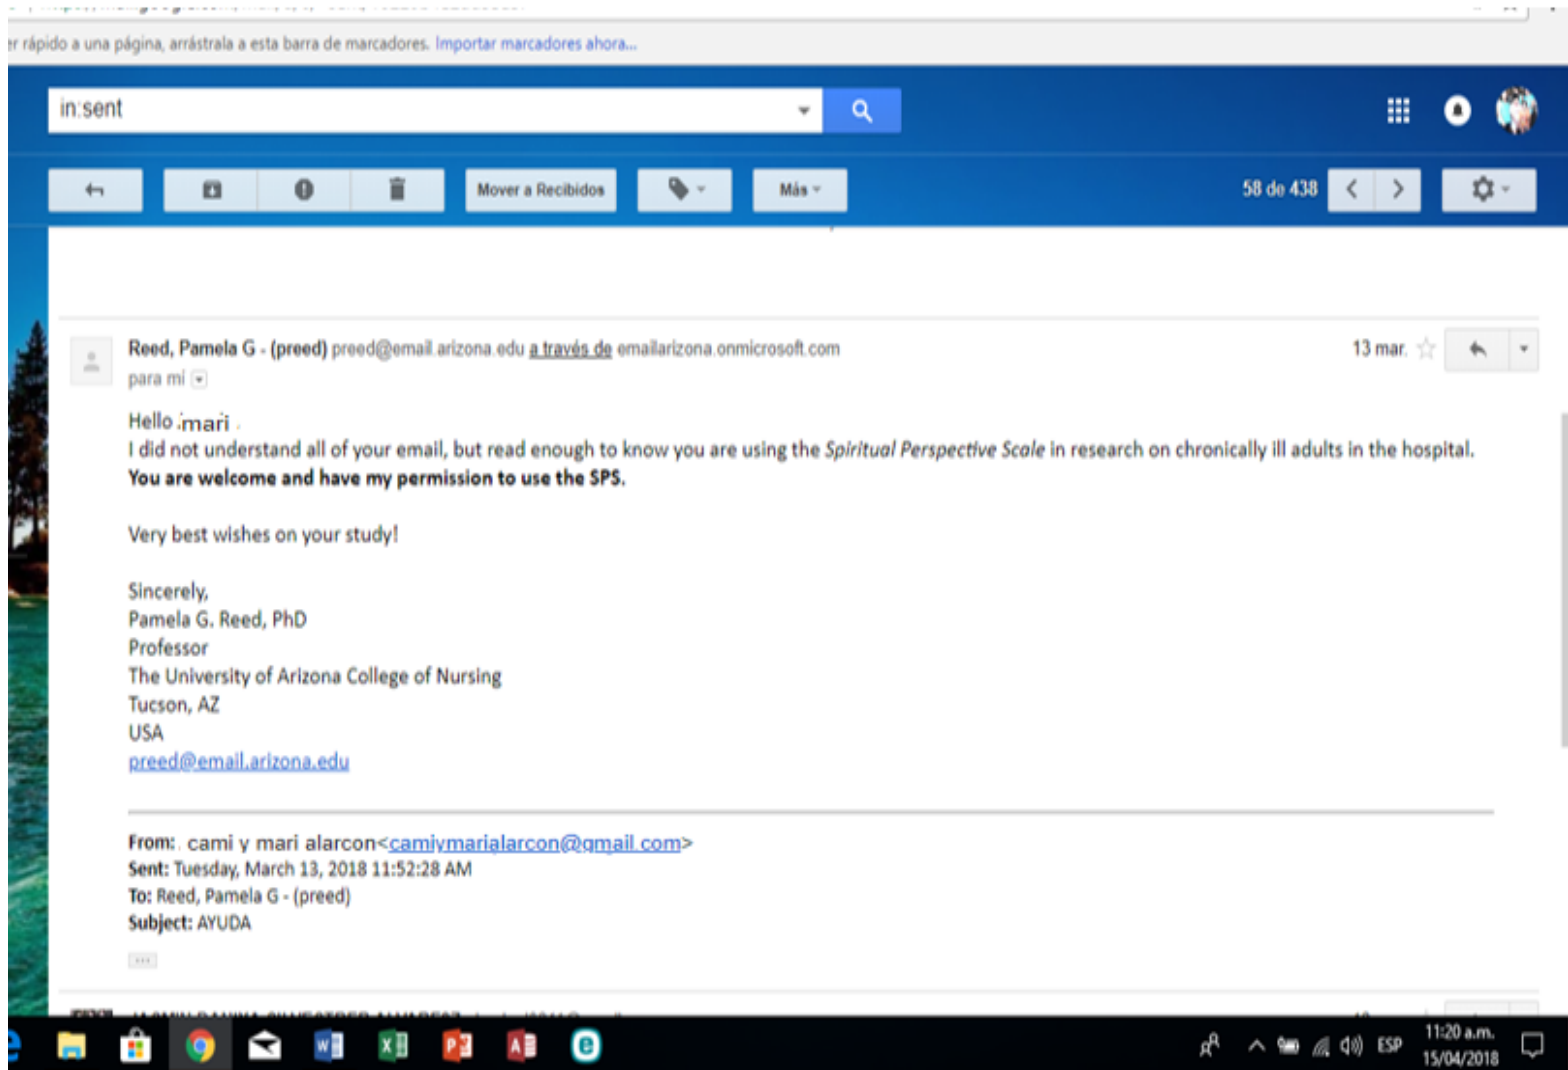 er rápido a una página, arrástrala a esta barra de marcadores. Importar marcadores ahora...
in:sent
Mover a Recibidos
Más
58 de 438
Reed, Pamela G - (preed) preed@email.arizona.edu a través de emailarizona.onmicrosoft.com
13 mar.
para mí
Hello mari
I did not understand all of your email, but read enough to know you are using the Spiritual Perspective Scale in research on chronically ill adults in the hospital.
You are welcome and have my permission to use the SPS.
Very best wishes on your study!
Sincerely,
Pamela G. Reed, PhD
Professor
The University of Arizona College of Nursing
Tucson, AZ
USA
preed@email.arizona.edu
From: cami y mari alarcon<camiymarialarcon@gmail.com>
Sent: Tuesday, March 13, 2018 11:52:28 AM
To: Reed, Pamela G - (preed)
Subject: AYUDA
ESP
11:20 a.m.
15/04/2018